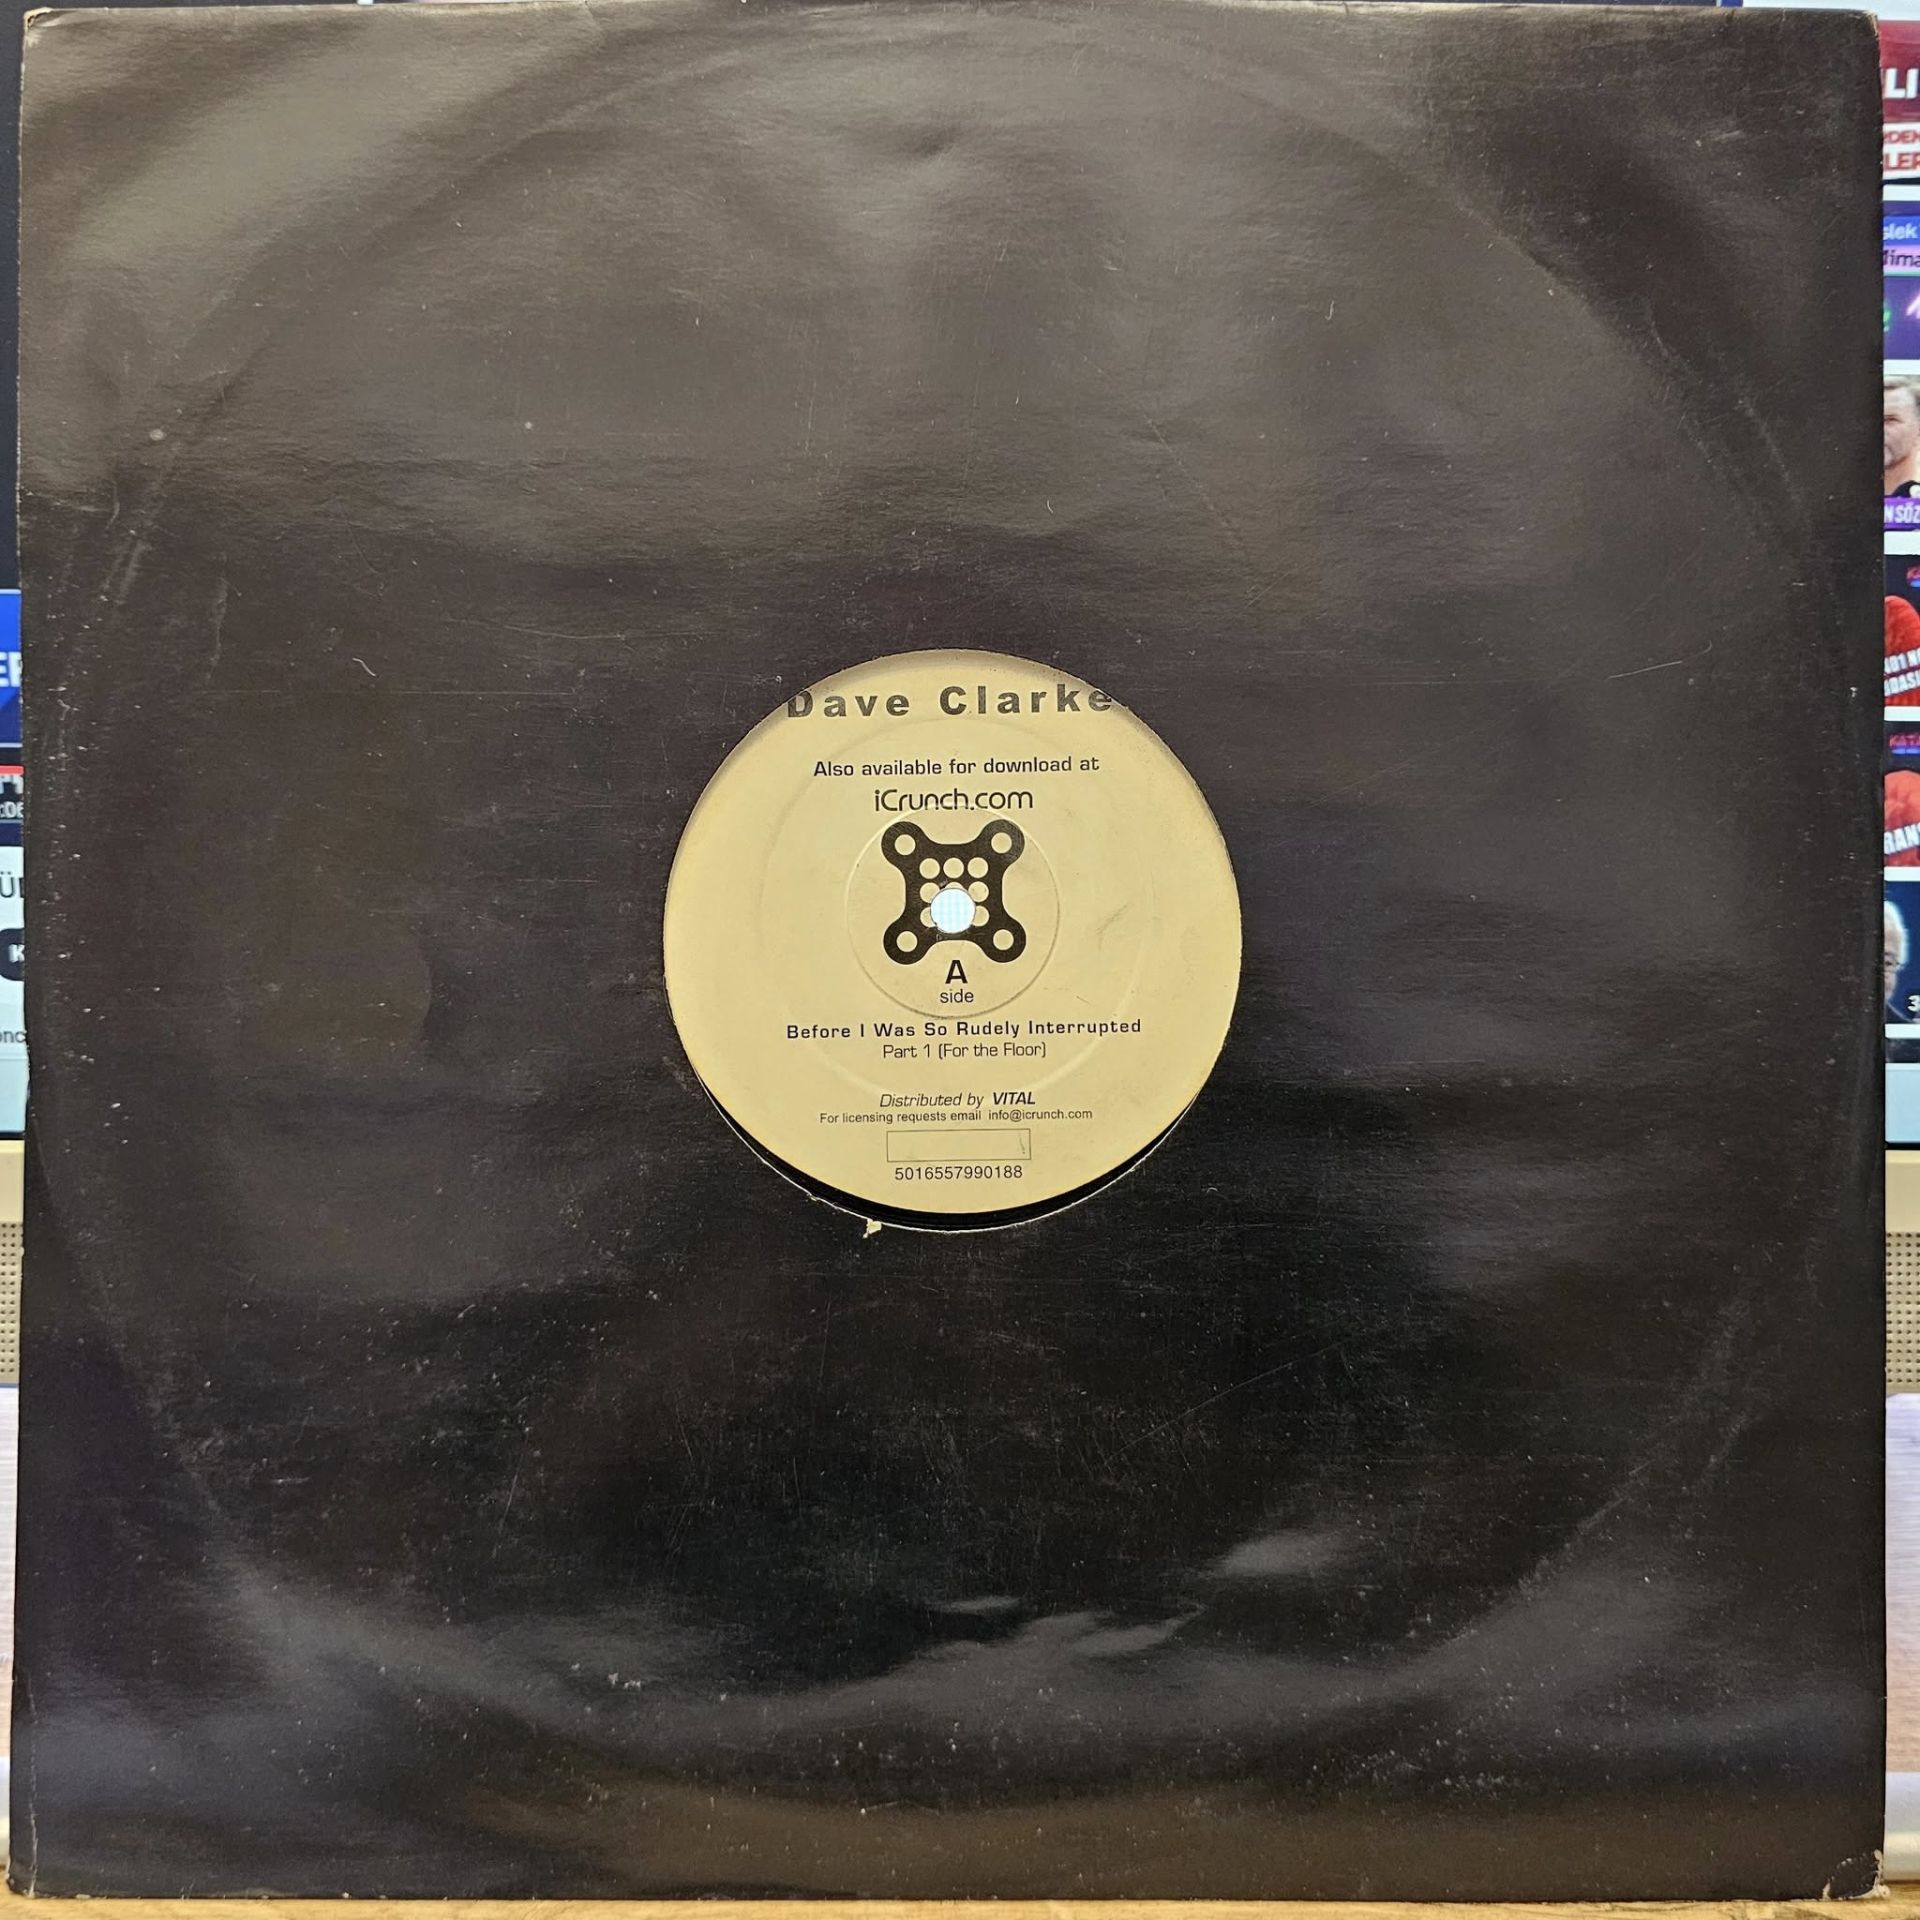 Dave Clarke
Also available for download at
iCrunch.com
A
side
Before I Was So Rudely Interrupted
Part 1 (For the Floor)
Distributed by VITAL
For licensing requests email info@icrunch.com
5016557990188